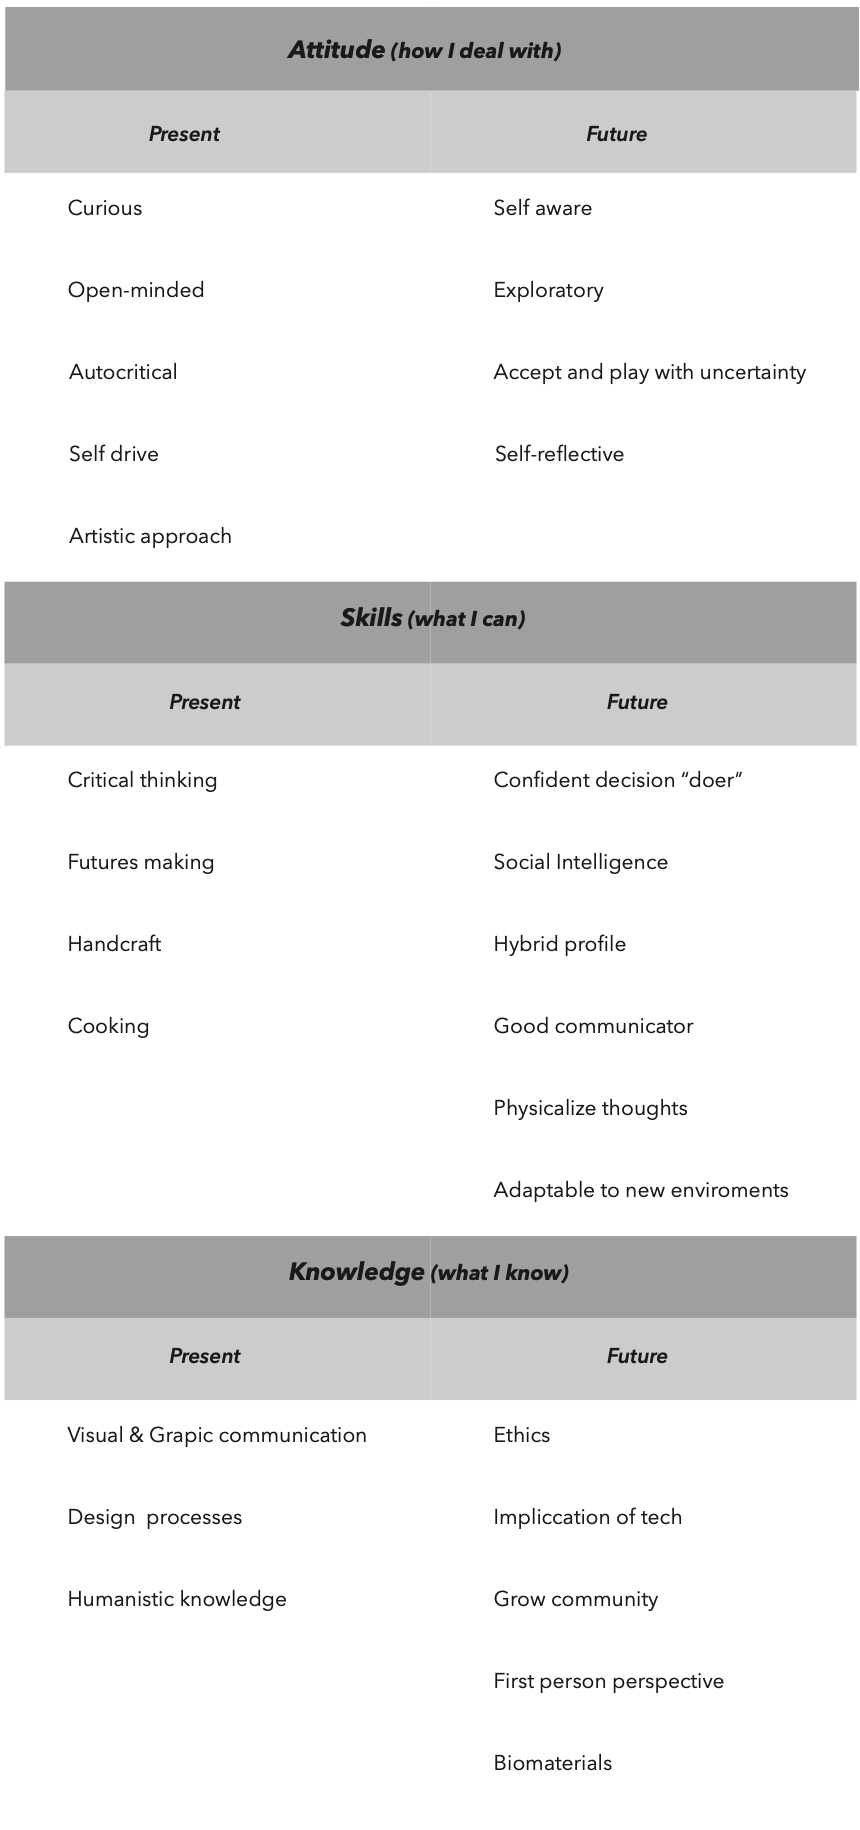 Attitude (how I deal with)
Present Future
Curious Self aware
Open-minded Exploratory
Autocritical Accept and play with uncertainty
Self drive Self-reflective
Artistic approach
Skills (what I can)
Present Future
Critical thinking Confident decision “doer“
Futures making Social Intelligence
Handcraft Hybrid profile
Cooking Good communicator
Physicalize thoughts
Adaptable to new enviroments
Knowledge (what I know)
Present Future
Visual & Grapic communication Ethics
Design  processes Impliccation of tech
Humanistic knowledge Grow community
First person perspective
Biomaterials